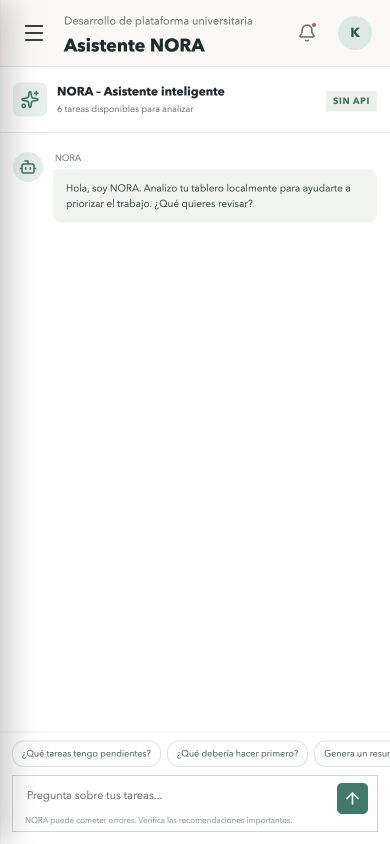 Desarrollo de plataforma universitaria
Asistente NORA
K
NORA – Asistente inteligente
6 tareas disponibles para analizar
SIN API
NORA
Hola, soy NORA. Analizo tu tablero localmente para ayudarte a
priorizar el trabajo. ¿Qué quieres revisar?
¿Qué tareas tengo pendientes?
¿Qué debería hacer primero?
Genera un
Pregunta sobre tus tareas...
NORA puede cometer errores. Verifica las recomendaciones importantes.